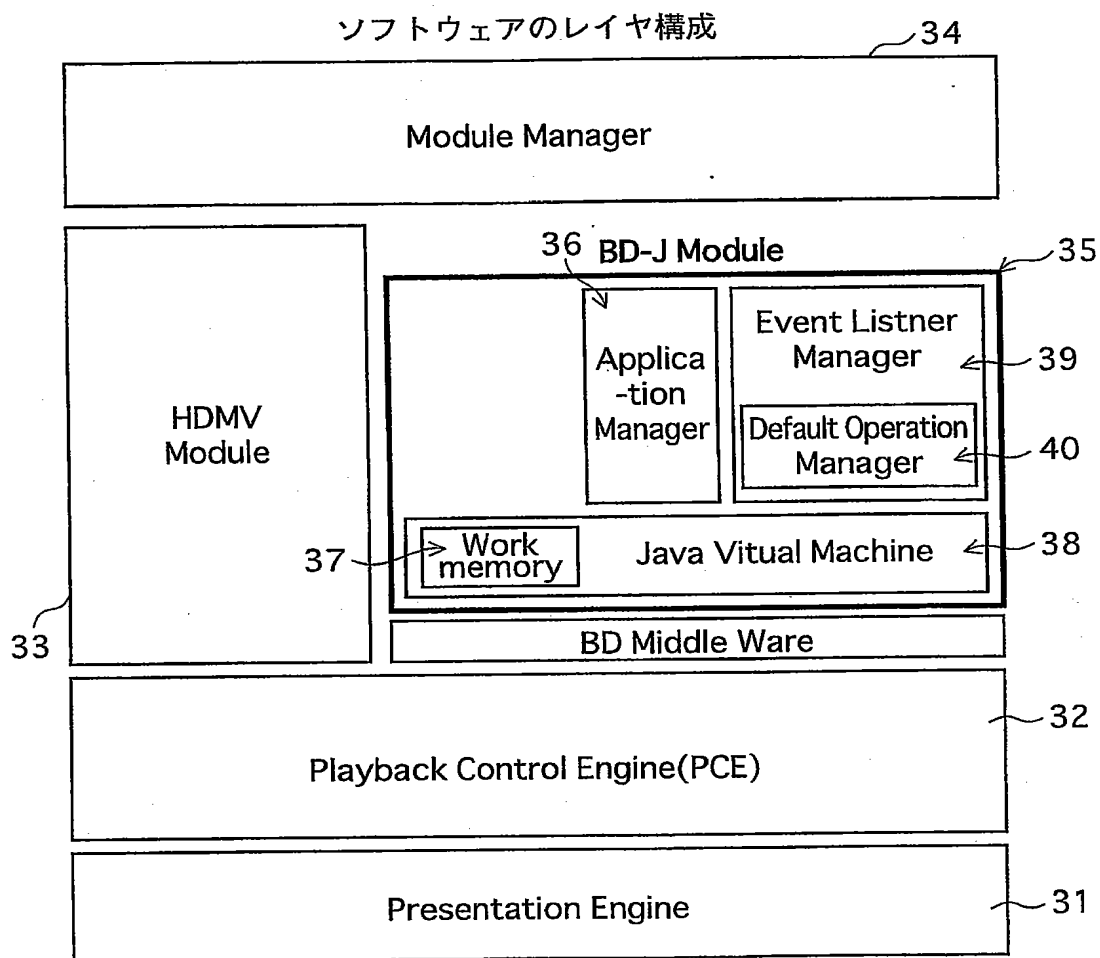 ソフトウェアのレイヤ構成
34
Module Manager
36
BD-J Module
35
HDMV
Module
Applica
-tion
Manager
Event Listner
Manager
39
Default Operation
Manager
40
37
Work
memory
Java Vitual Machine
38
33
BD Middle Ware
32
Playback Control Engine(PCE)
Presentation Engine
31